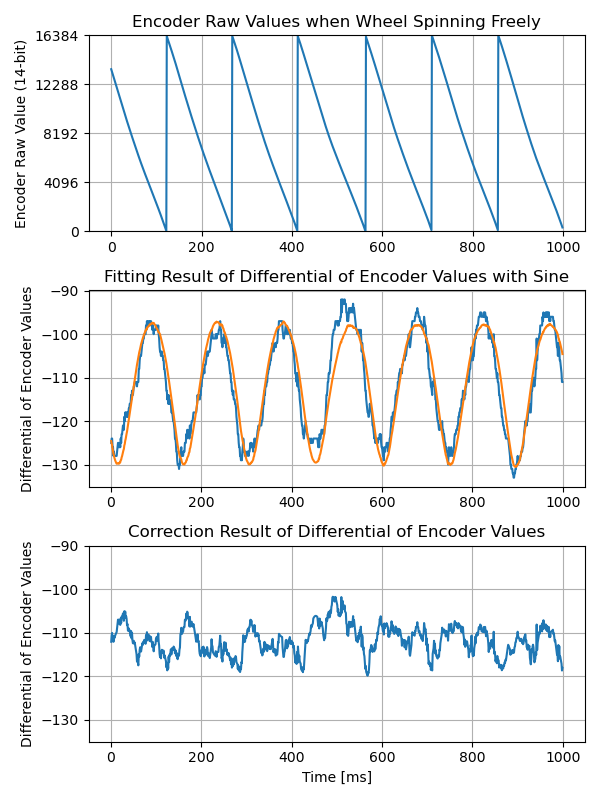 Encoder Raw Values when Wheel Spinning Freely
Encoder Raw Value (14-bit)
16384
12288
8192
4096
0
0 200 400 600 800 1000
Fitting Result of Differential of Encoder Values with Sine
Differential of Encoder Values
−90
−100
−110
−120
−130
0 200 400 600 800 1000
Correction Result of Differential of Encoder Values
Differential of Encoder Values
−90
−100
−110
−120
−130
0 200 400 600 800 1000
Time [ms]